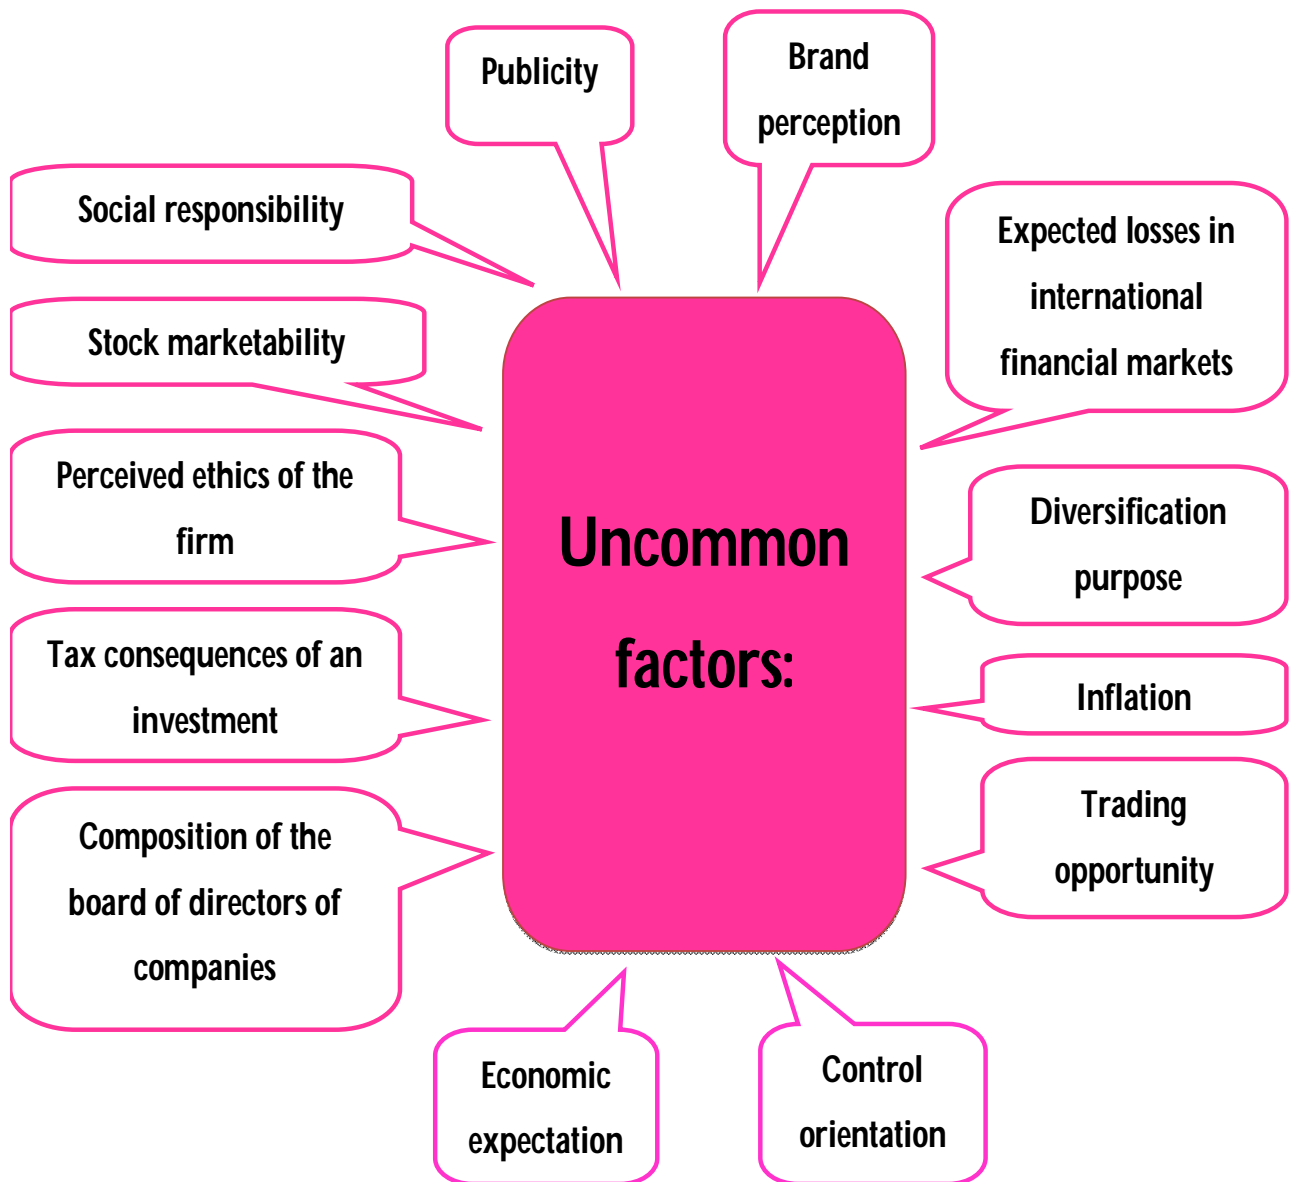 Publicity
Brand
perception
Social responsibility
Expected losses in
international
financial markets
Stock marketability
Perceived ethics of the
firm
Diversification
purpose
Uncommon
factors:
Tax consequences of an
investment
Inflation
Trading
opportunity
Composition of the
board of directors of
companies
Economic
expectation
Control
orientation